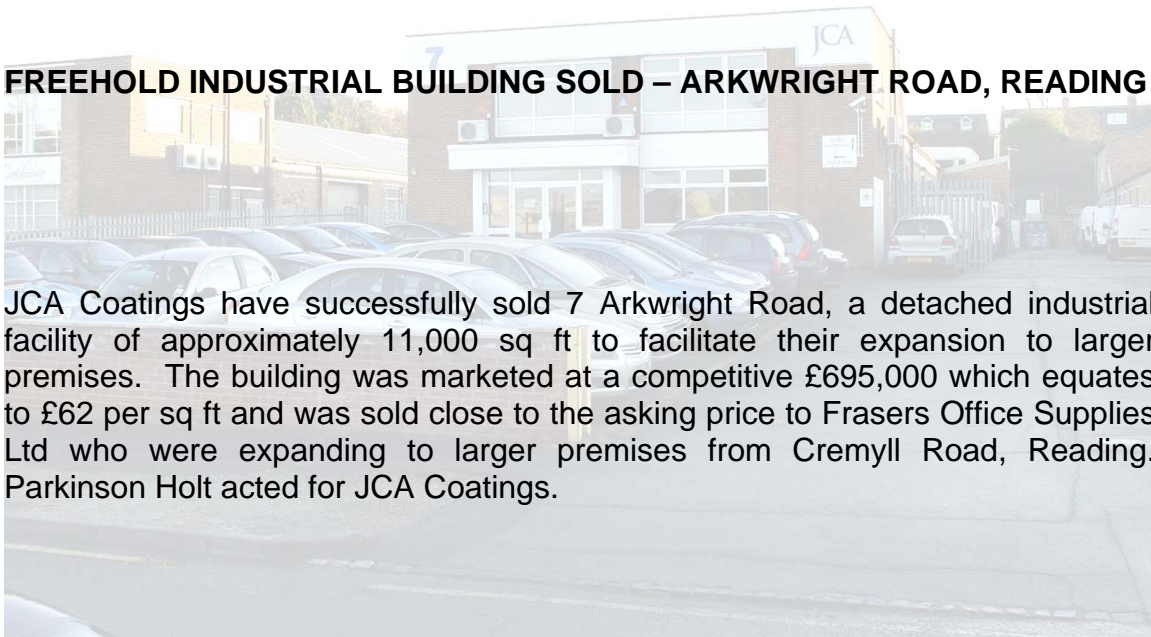 JCA
7
FREEHOLD INDUSTRIAL BUILDING SOLD – ARKWRIGHT ROAD, READING
JCA Coatings have successfully sold 7 Arkwright Road, a detached industrial
facility of approximately 11,000 sq ft to facilitate their expansion to larger
premises. The building was marketed at a competitive £695,000 which equates
to £62 per sq ft and was sold close to the asking price to Frasers Office Supplies
Ltd who were expanding to larger premises from Cremyll Road, Reading.
Parkinson Holt acted for JCA Coatings.